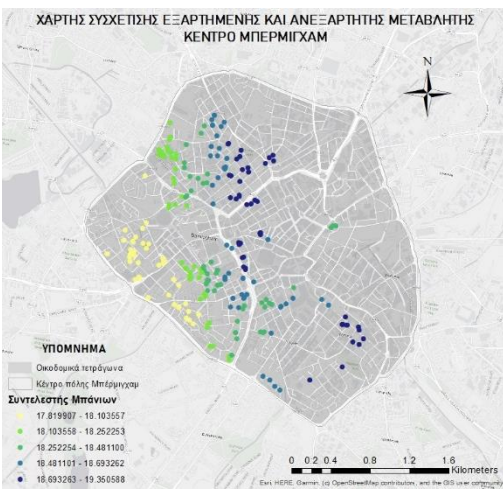 ΧΑΡΤΗΣ ΣΥΣΧΕΤΙΣΗΣ ΕΞΑΡΤΗΜΕΝΗΣ ΚΑΙ ΑΝΕΞΑΡΤΗΤΗΣ ΜΕΤΑΒΛΗΤΗΣ
ΚΕΝΤΡΟ ΜΠΕΡΜΙΓΧΑΜ
N
Birmingham
ΥΠΟΜΝΗΜΑ
Οικοδομικά τετράγωνα
Κέντρο πόλης Μπέρμιγχαμ
Συντελεστής Μπάνιων
17.819907 - 18.103557
18.103558 - 18.252253
18.252254 - 18.481100
18.481101 - 18.693262
18.693263 - 19.350588
0 0.2 0.4 0.8 1.2 1.6
Kilometers
Esri, HERE, Garmin, (c) OpenStreetMap contributors, and the GIS user community